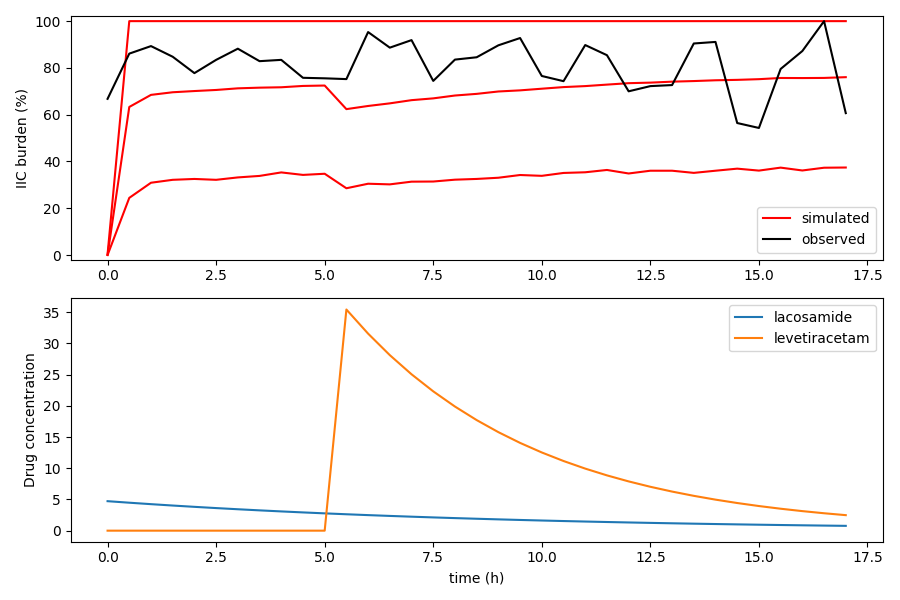 100
80
60
40
20
0
IIC burden (%)
simulated
observed
0.0 2.5 5.0 7.5 10.0 12.5 15.0 17.5
35
30
25
20
15
10
5
0
Drug concentration
lacosamide
levetiracetam
0.0 2.5 5.0 7.5 10.0 12.5 15.0 17.5
time (h)